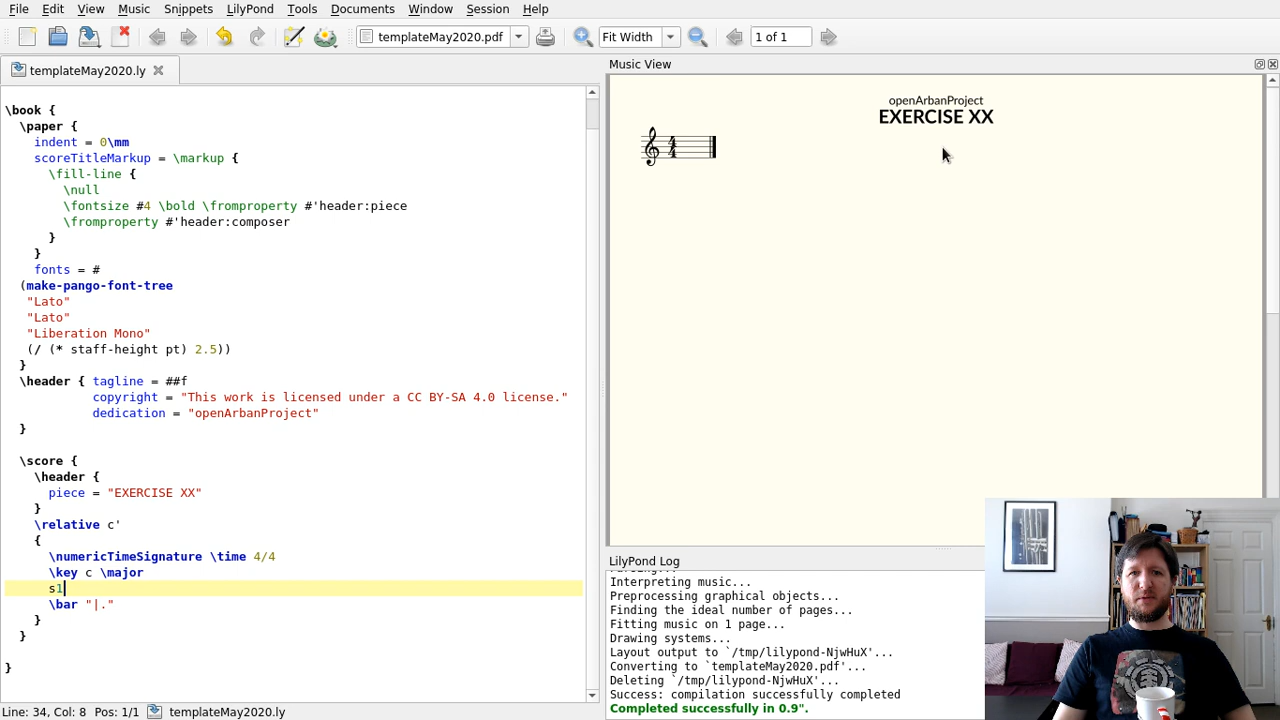 File Edit View Music Snippets LilyPond Tools Documents Window Session Help
templateMay2020.pdf Fit Width 1 of 1
templateMay2020.ly
\book {
\paper {
indent = 0\mm
scoreTitleMarkup = \markup {
\fill-line {
\null
\fontsize #4 \bold \fromproperty #'header:piece
\fromproperty #'header:composer
}
}
fonts = #
(make-pango-font-tree
"Lato"
"Lato"
"Liberation Mono"
(/ (* staff-height pt) 2.5))
}
\header { tagline = ##f
copyright = "This work is licensed under a CC BY-SA 4.0 license."
dedication = "openArbanProject"
}
\score {
\header {
piece = "EXERCISE XX"
}
\relative c'
{
\numericTimeSignature \time 4/4
\key c \major
s1
\bar "|."
}
}
}
Line: 34, Col: 8 Pos: 1/1 templateMay2020.ly
Music View
openArbanProject
EXERCISE XX
4
4
LilyPond Log
Interpreting music...
Preprocessing graphical objects...
Finding the ideal number of pages...
Fitting music on 1 page...
Drawing systems...
Layout output to `/tmp/lilypond-NjwHuX'...
Converting to `templateMay2020.pdf'...
Deleting `/tmp/lilypond-NjwHuX'...
Success: compilation successfully completed
Completed successfully in 0.9".